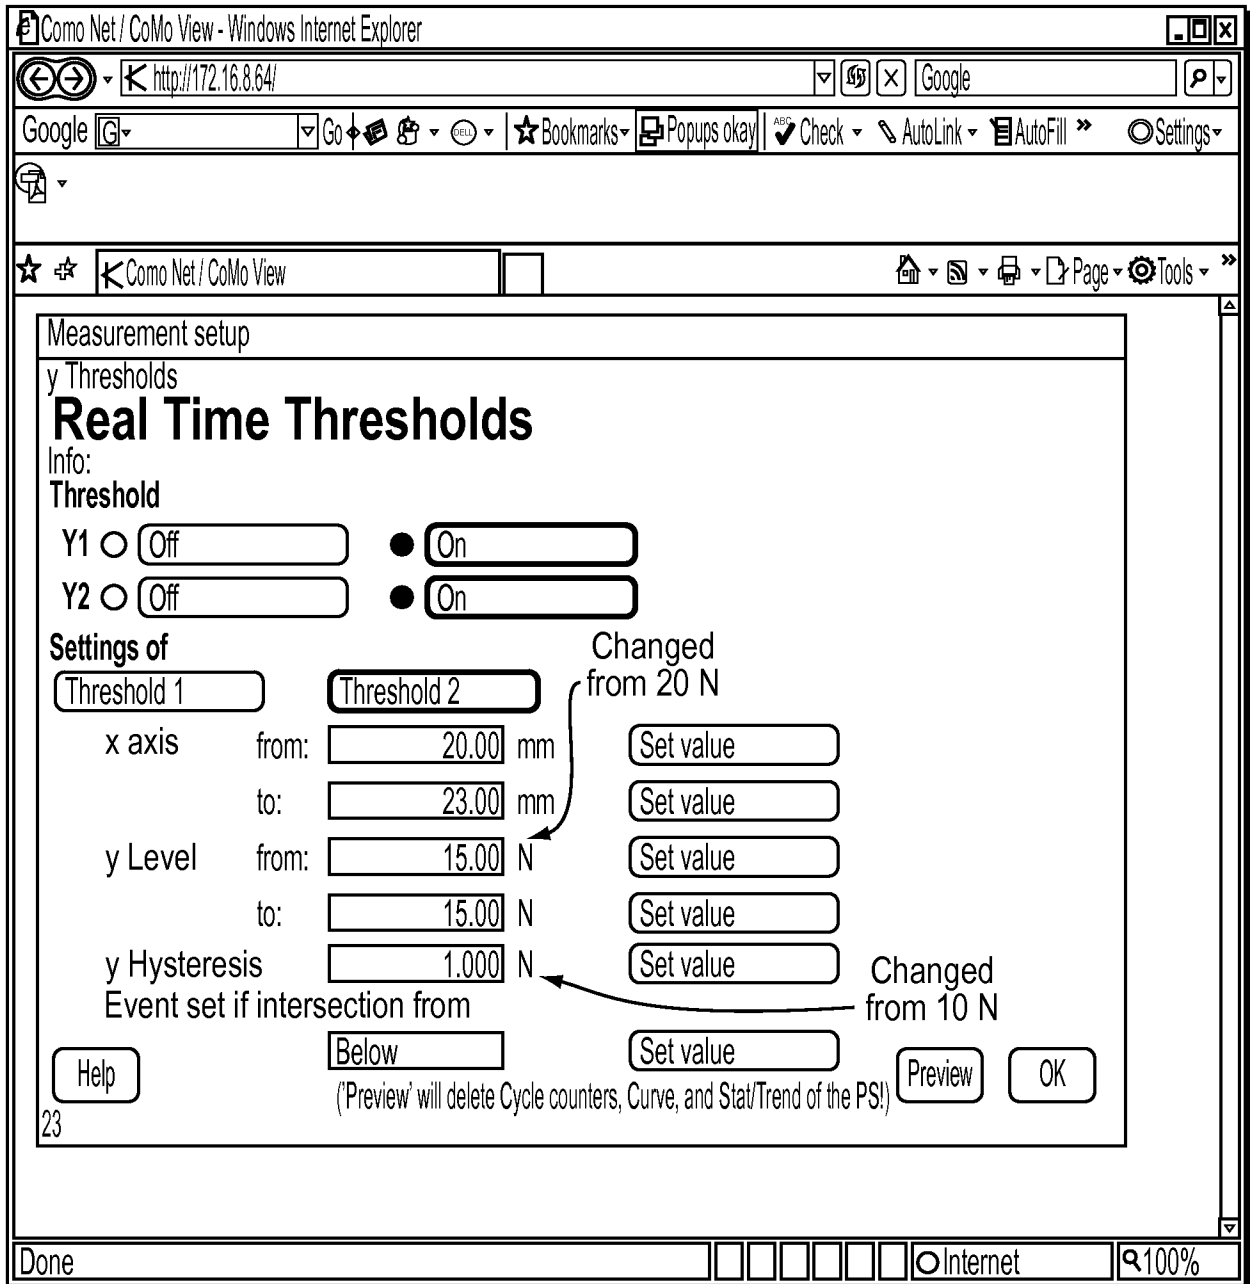 Como Net / CoMo View - Windows Internet Explorer
http://172.16.8.64/ Google
Google G Go DELL Bookmarks Popups okay ABC Check AutoLink AutoFill » Settings
Como Net / CoMo View Page Tools »
Measurement setup
y Thresholds
Real Time Thresholds
Info:
Threshold
Y1 Off On
Y2 Off On
Settings of
Changed
from 20 N
Threshold 1 Threshold 2
x axis from: 20.00 mm Set value
to: 23.00 mm Set value
y Level from: 15.00 N Set value
to: 15.00 N Set value
y Hysteresis 1.000 N Set value
Changed
from 10 N
Event set if intersection from
Below Set value
Help Preview OK
('Preview' will delete Cycle counters, Curve, and Stat/Trend of the PS!)
23
Done Internet 100%